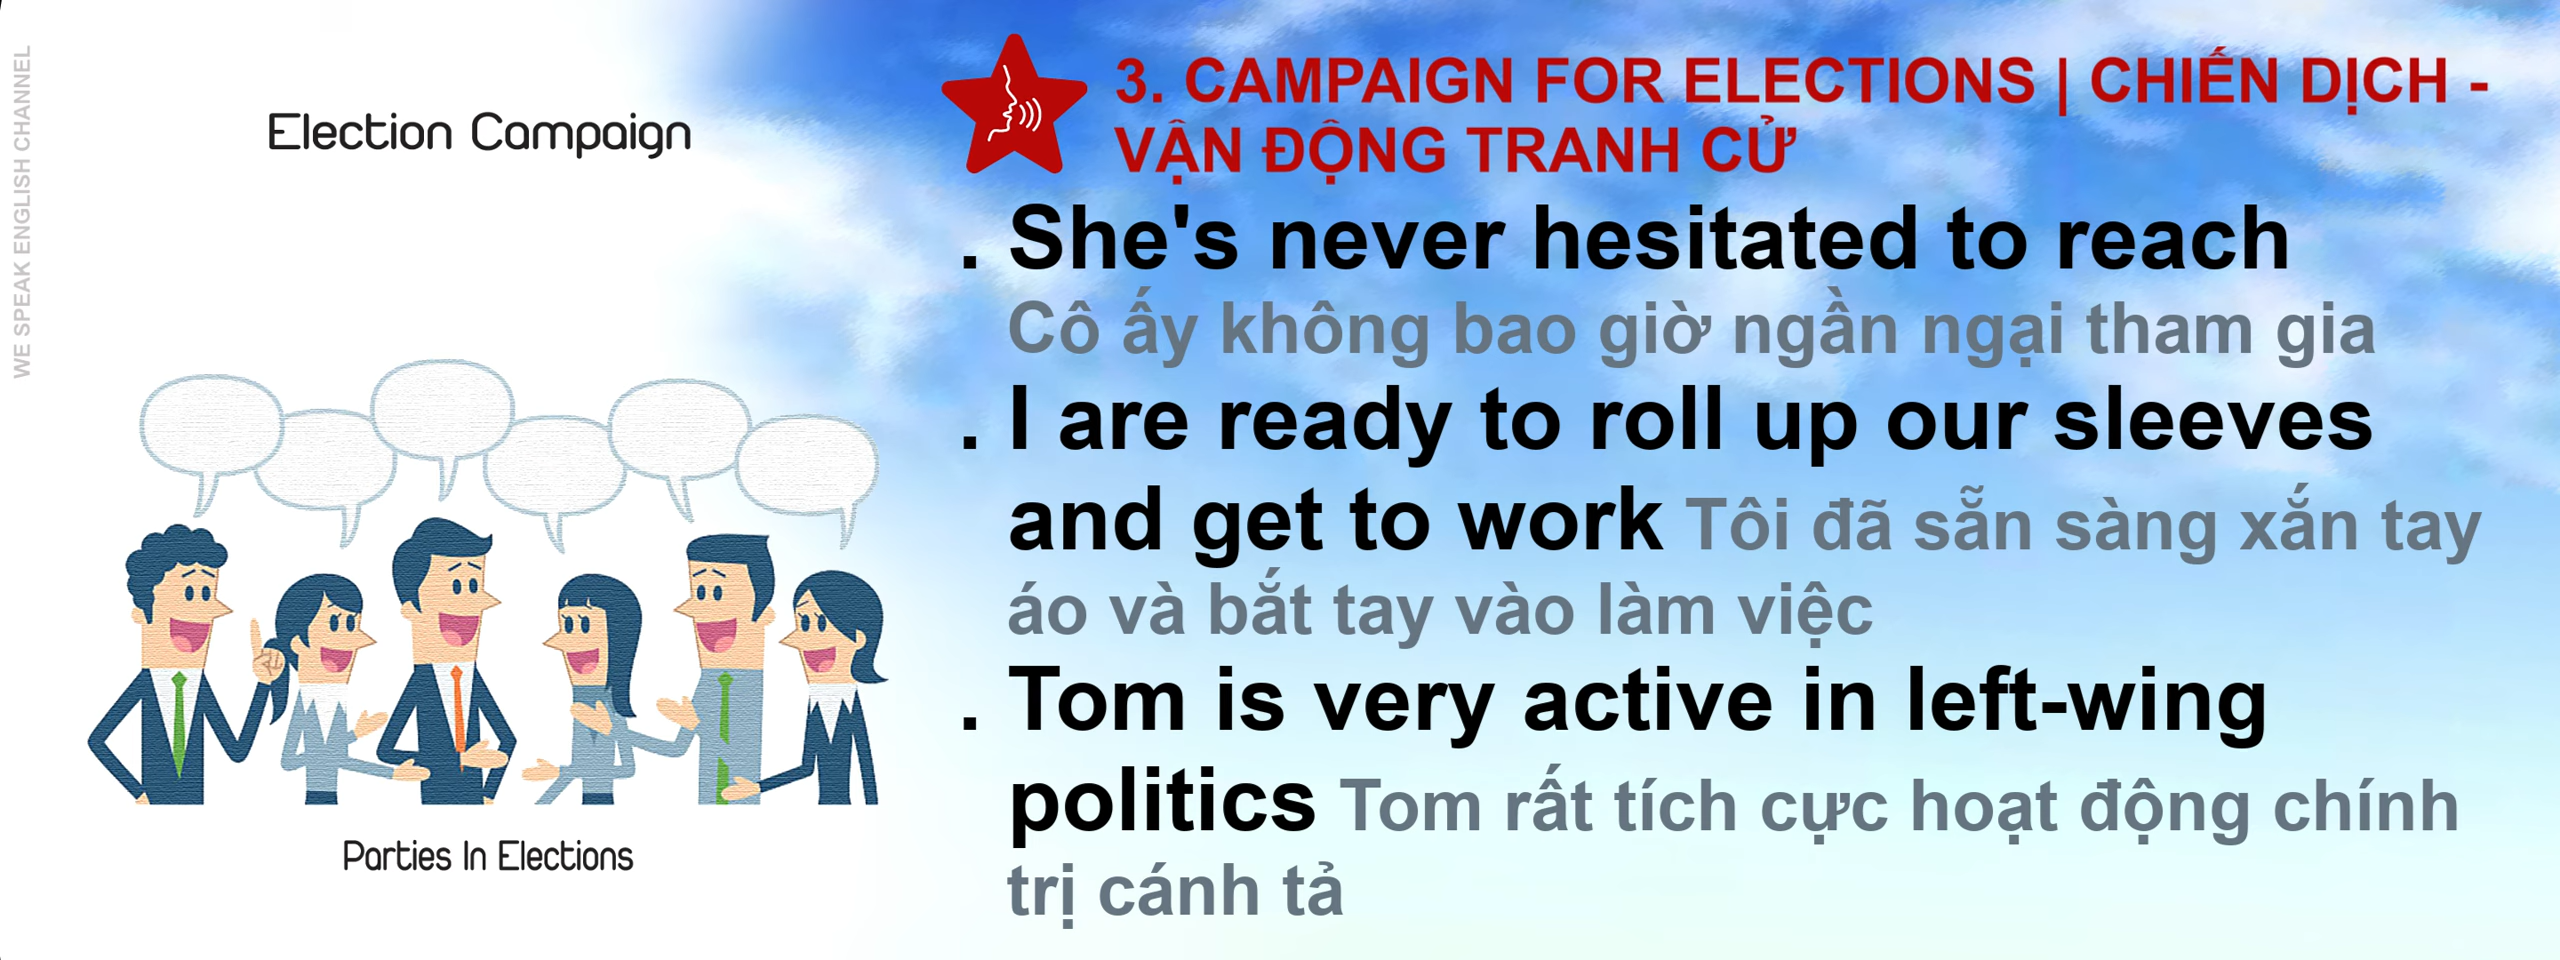 WE SPEAK ENGLISH CHANNEL
Election Campaign
Parties In Elections
3. CAMPAIGN FOR ELECTIONS | CHIẾN DỊCH -
VẬN ĐỘNG TRANH CỬ
. She's never hesitated to reach
Cô ấy không bao giờ ngần ngại tham gia
. I are ready to roll up our sleeves
and get to work Tôi đã sẵn sàng xắn tay
áo và bắt tay vào làm việc
. Tom is very active in left-wing
politics Tom rất tích cực hoạt động chính
trị cánh tả